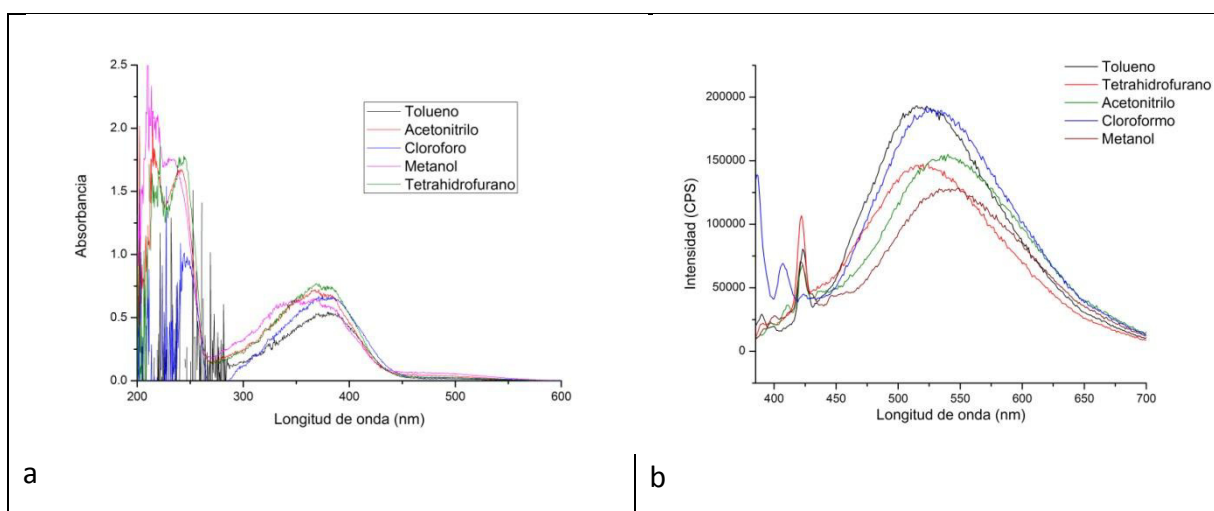 2.5
2.0
1.5
1.0
0.5
0.0
Absorbancia
200
300
400
500
600
Longitud de onda (nm)
Tolueno
Acetonitrilo
Cloroforo
Metanol
Tetrahidrofurano
a
200000
150000
100000
50000
0
Intensidad (CPS)
400
450
500
550
600
650
700
Longitud de onda (nm)
Tolueno
Tetrahidrofurano
Acetonitrilo
Cloroformo
Metanol
b